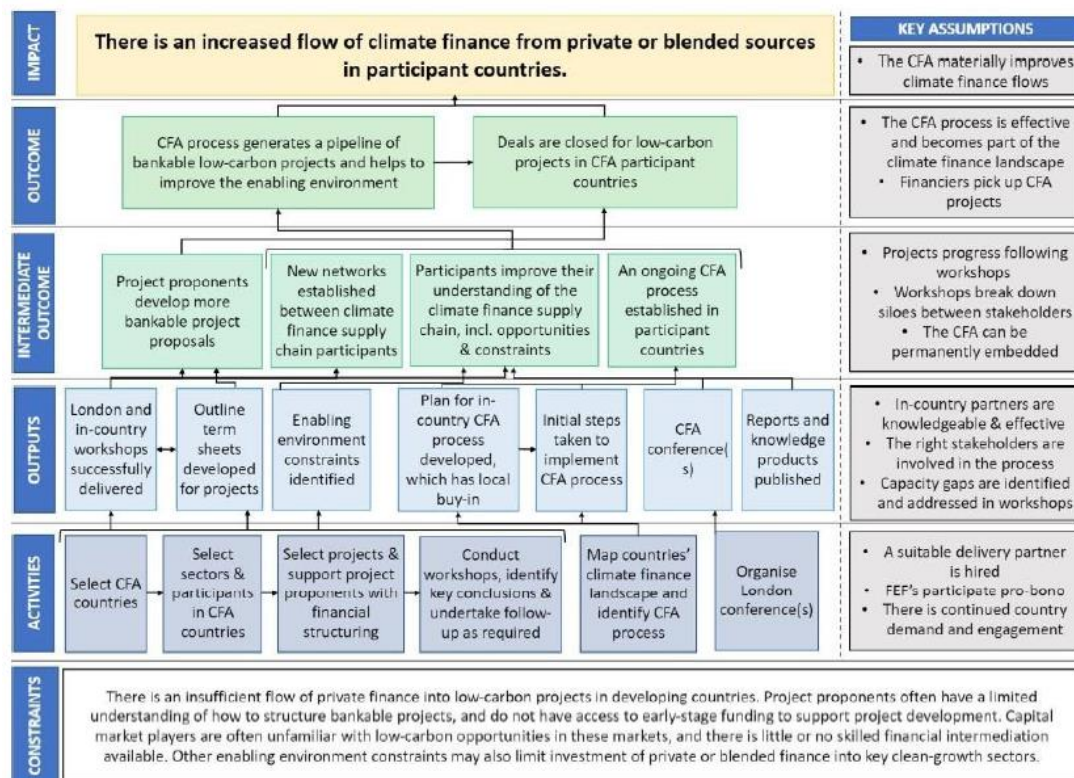 IMPACT
There is an increased flow of climate finance from private or blended sources
in participant countries.
KEY ASSUMPTIONS
• The CFA materially improves
climate finance flows
OUTCOME
CFA process generates a pipeline of
bankable low-carbon projects and helps to
improve the enabling environment
Deals are closed for low-carbon
projects in CFA participant
countries
• The CFA process is effective
and becomes part of the
climate finance landscape
• Financiers pick up CFA
projects
INTERMEDIATE
OUTCOME
Project proponents
develop more
bankable project
proposals
New networks
established
between climate
finance supply
chain participants
Participants improve their
understanding of the
climate finance supply
chain, incl. opportunities
& constraints
An ongoing CFA
process
established in
participant
countries
• Projects progress following
workshops
• Workshops break down
siloes between stakeholders
• The CFA can be
permanently embedded
OUTPUTS
London and
in-country
workshops
successfully
delivered
Outline
term
sheets
developed
for projects
Enabling
environment
constraints
identified
Plan for in-
country CFA
process
developed,
which has local
buy-in
Initial steps
taken to
implement
CFA process
CFA
conference(
s)
Reports and
knowledge
products
published
• In-country partners are
knowledgeable & effective
• The right stakeholders are
involved in the process
• Capacity gaps are identified
and addressed in workshops
ACTIVITIES
Select CFA
countries
Select
sectors &
participants
in CFA
countries
Select projects &
support project
proponents with
financial
structuring
Conduct
workshops, identify
key conclusions &
undertake follow-
up as required
Map countries'
climate finance
landscape and
identify CFA
process
Organise
London
conference(s)
• A suitable delivery partner
is hired
• FEF's participate pro-bono
• There is continued country
demand and engagement
CONSTRAINTS
There is an insufficient flow of private finance into low-carbon projects in developing countries. Project proponents often have a limited
understanding of how to structure bankable projects, and do not have access to early-stage funding to support project development. Capital
market players are often unfamiliar with low-carbon opportunities in these markets, and there is little or no skilled financial intermediation
available. Other enabling environment constraints may also limit investment of private or blended finance into key clean-growth sectors.